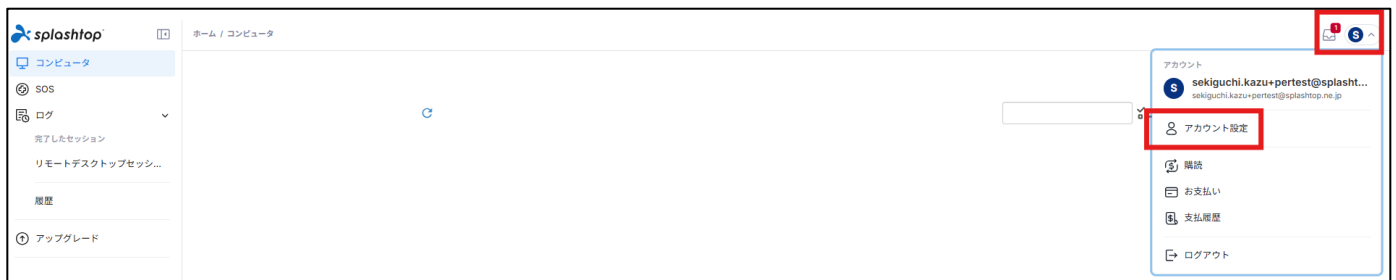 splashtop
ホーム / コンピュータ
1
S
コンピュータ
SOS
ログ
完了したセッション
リモートデスクトップセッシ...
履歴
アップグレード
アカウント
S
sekiguchi.kazu+pertest@splasht...
sekiguchi.kazu+pertest@splashtop.ne.jp
アカウント設定
購読
お支払い
支払履歴
ログアウト